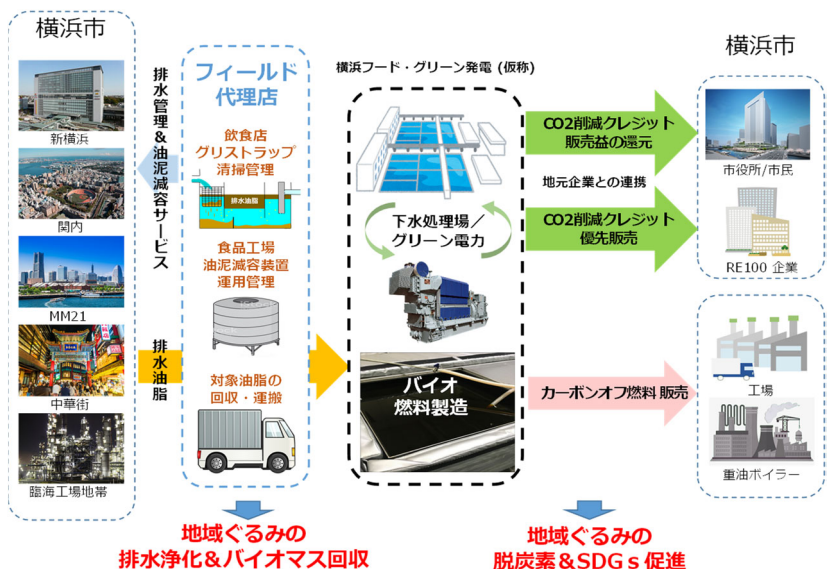 横浜市
新横浜
関内
MM21
中華街
臨海工場地帯
排水管理&油泥減容サービス
排水油脂
フィールド
代理店
飲食店
グリストラップ
清掃管理
排水油脂
食品工場
油泥減容装置
運用管理
対象油脂の
回収・運搬
横浜フード・グリーン発電 (仮称)
下水処理場/
グリーン電力
バイオ
燃料製造
CO2削減クレジット
販売益の還元
地元企業との連携
CO2削減クレジット
優先販売
カーボンオフ燃料 販売
横浜市
市役所/市民
RE100 企業
工場
重油ボイラー
地域ぐるみの
排水浄化&バイオマス回収
地域ぐるみの
脱炭素&SDGs促進